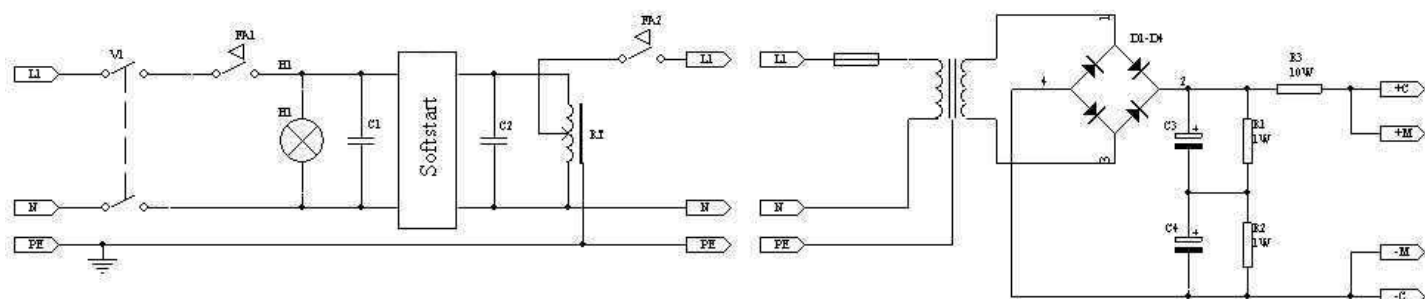 L1
N
PE
V1
FA1
H1
H1
C1
Softstart
C2
RT
FA2
L1
N
PE
L1
N
PE
1
4
2
3
D1-D4
C3
+
R1
1W
C4
+
R2
1W
R3
10W
+C
+M
-M
-C